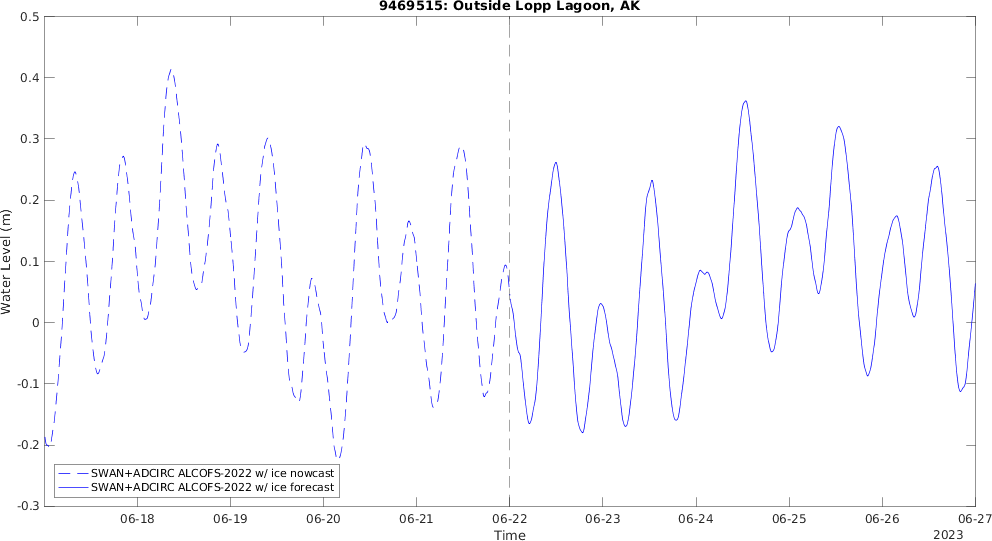 9469515: Outside Lopp Lagoon, AK
Water Level (m)
0.5
0.4
0.3
0.2
0.1
0
-0.1
-0.2
-0.3
SWAN+ADCIRC ALCOFS-2022 w/ ice nowcast
SWAN+ADCIRC ALCOFS-2022 w/ ice forecast
06-18 06-19 06-20 06-21 06-22 06-23 06-24 06-25 06-26 06-27
Time
2023